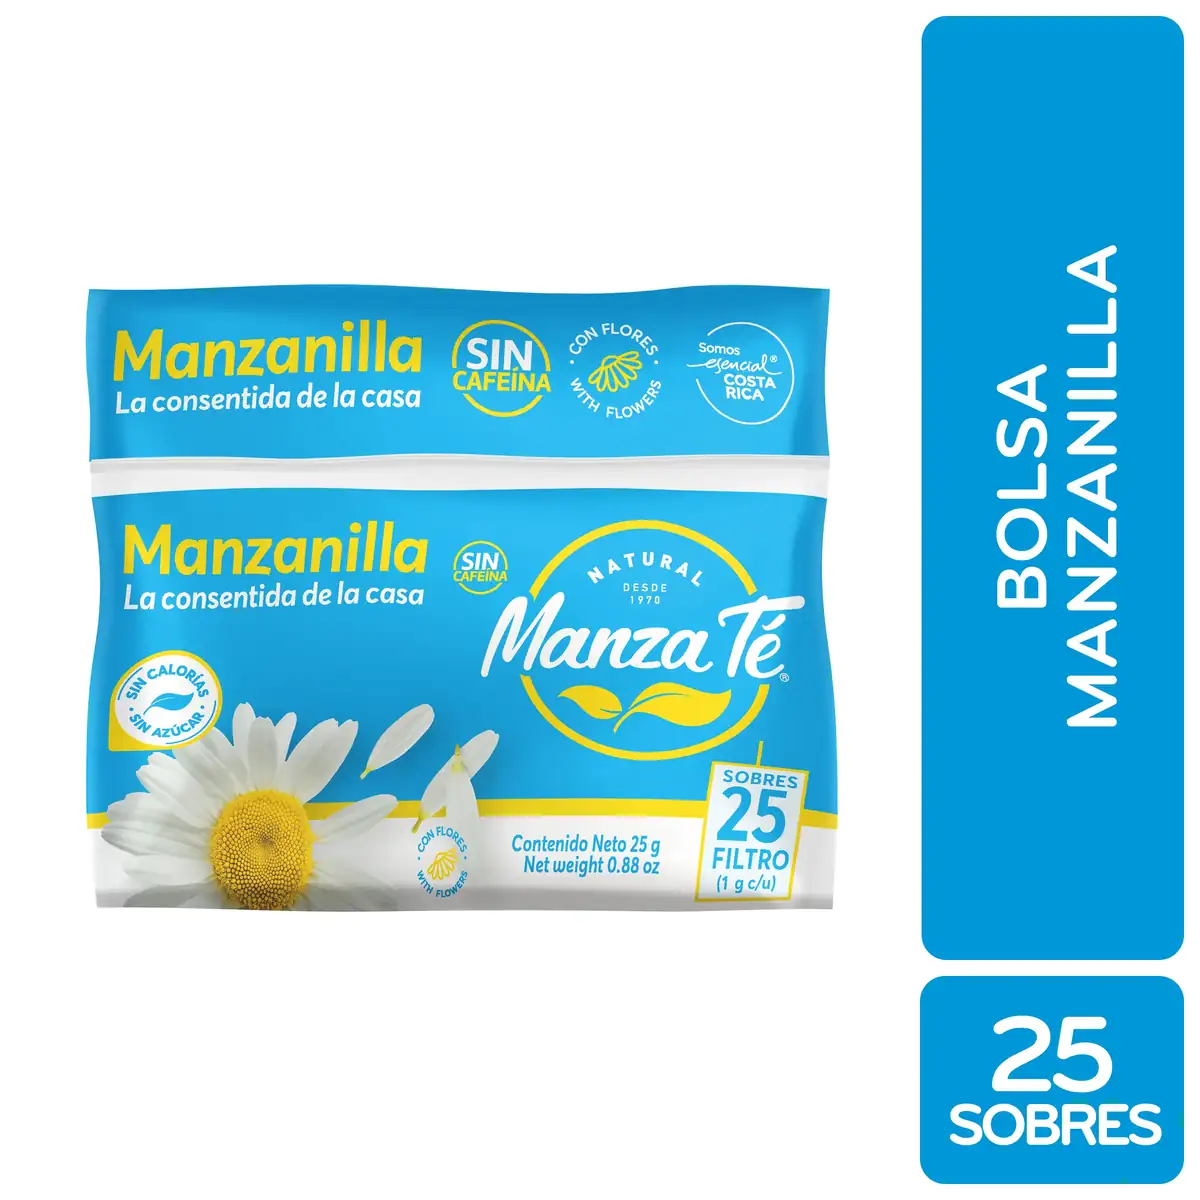 Manzanilla
La consentida de la casa
SIN
CAFEÍNA
• CON FLORES •
WITH FLOWERS
Somos
esencial®
COSTA
RICA
Manzanilla
La consentida de la casa
SIN
CAFEÍNA
NATURAL
DESDE
1970
Manza Té®
SIN CALORÍAS
• SIN AZÚCAR •
• CON FLORES •
WITH FLOWERS
Contenido Neto 25 g
Net weight 0.88 oz
SOBRES
25
FILTRO
(1 g c/u)
BOLSA
MANZANILLA
25
SOBRES